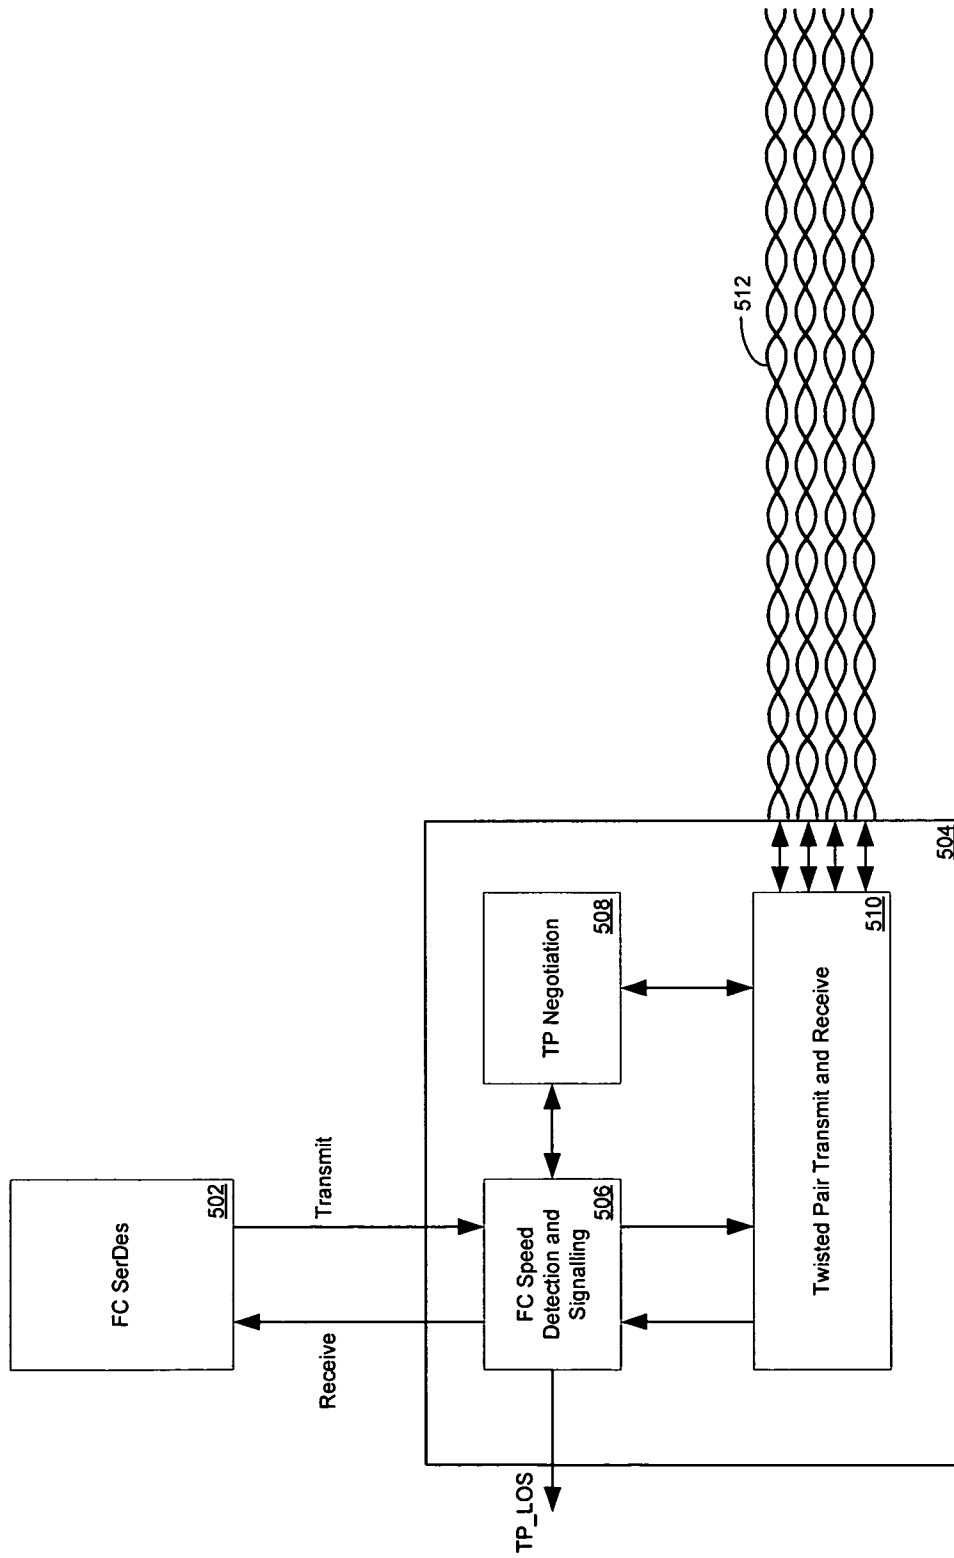 FC SerDes
502
Receive
Transmit
TP_LOS
FC Speed
Detection and
Signalling
506
TP Negotiation
508
Twisted Pair Transmit and Receive
510
504
512